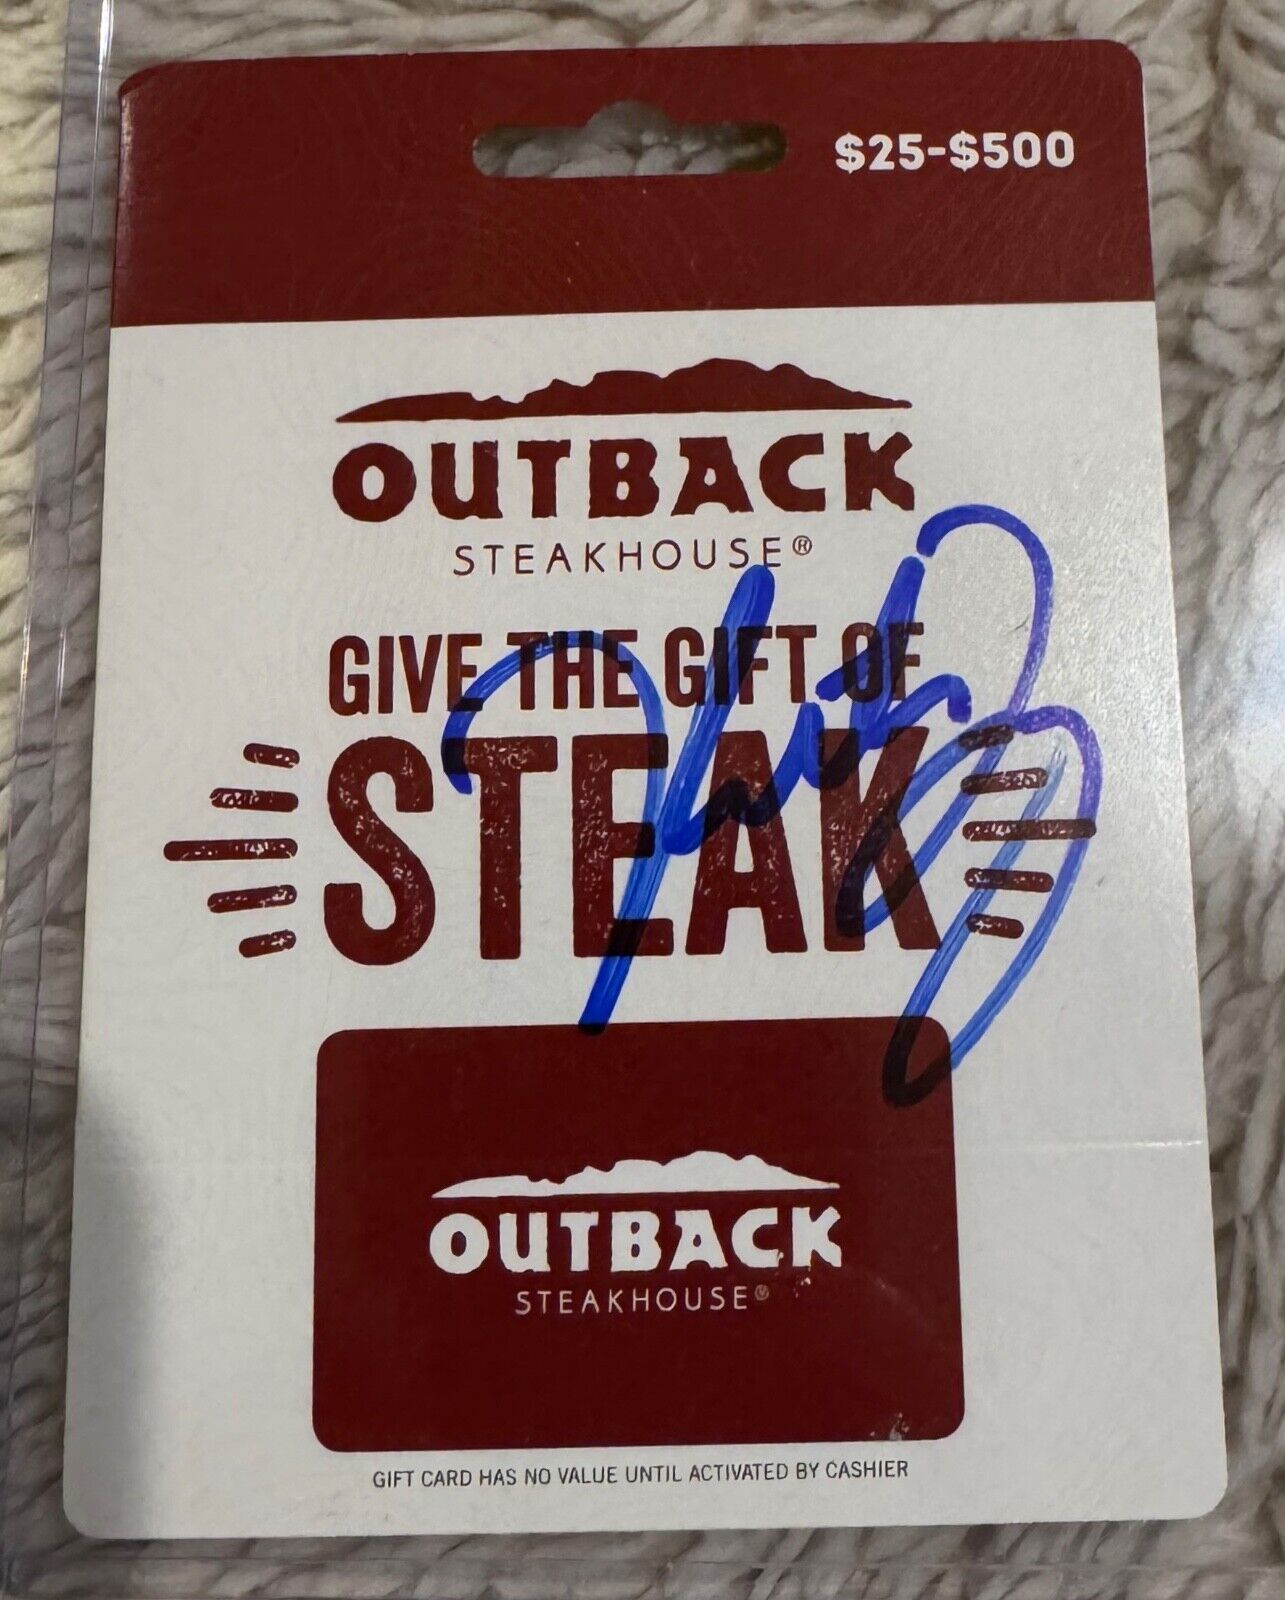 $25-$500
OUTBACK
STEAKHOUSE®
GIVE THE GIFT OF
STEAK
OUTBACK
STEAKHOUSE®
GIFT CARD HAS NO VALUE UNTIL ACTIVATED BY CASHIER